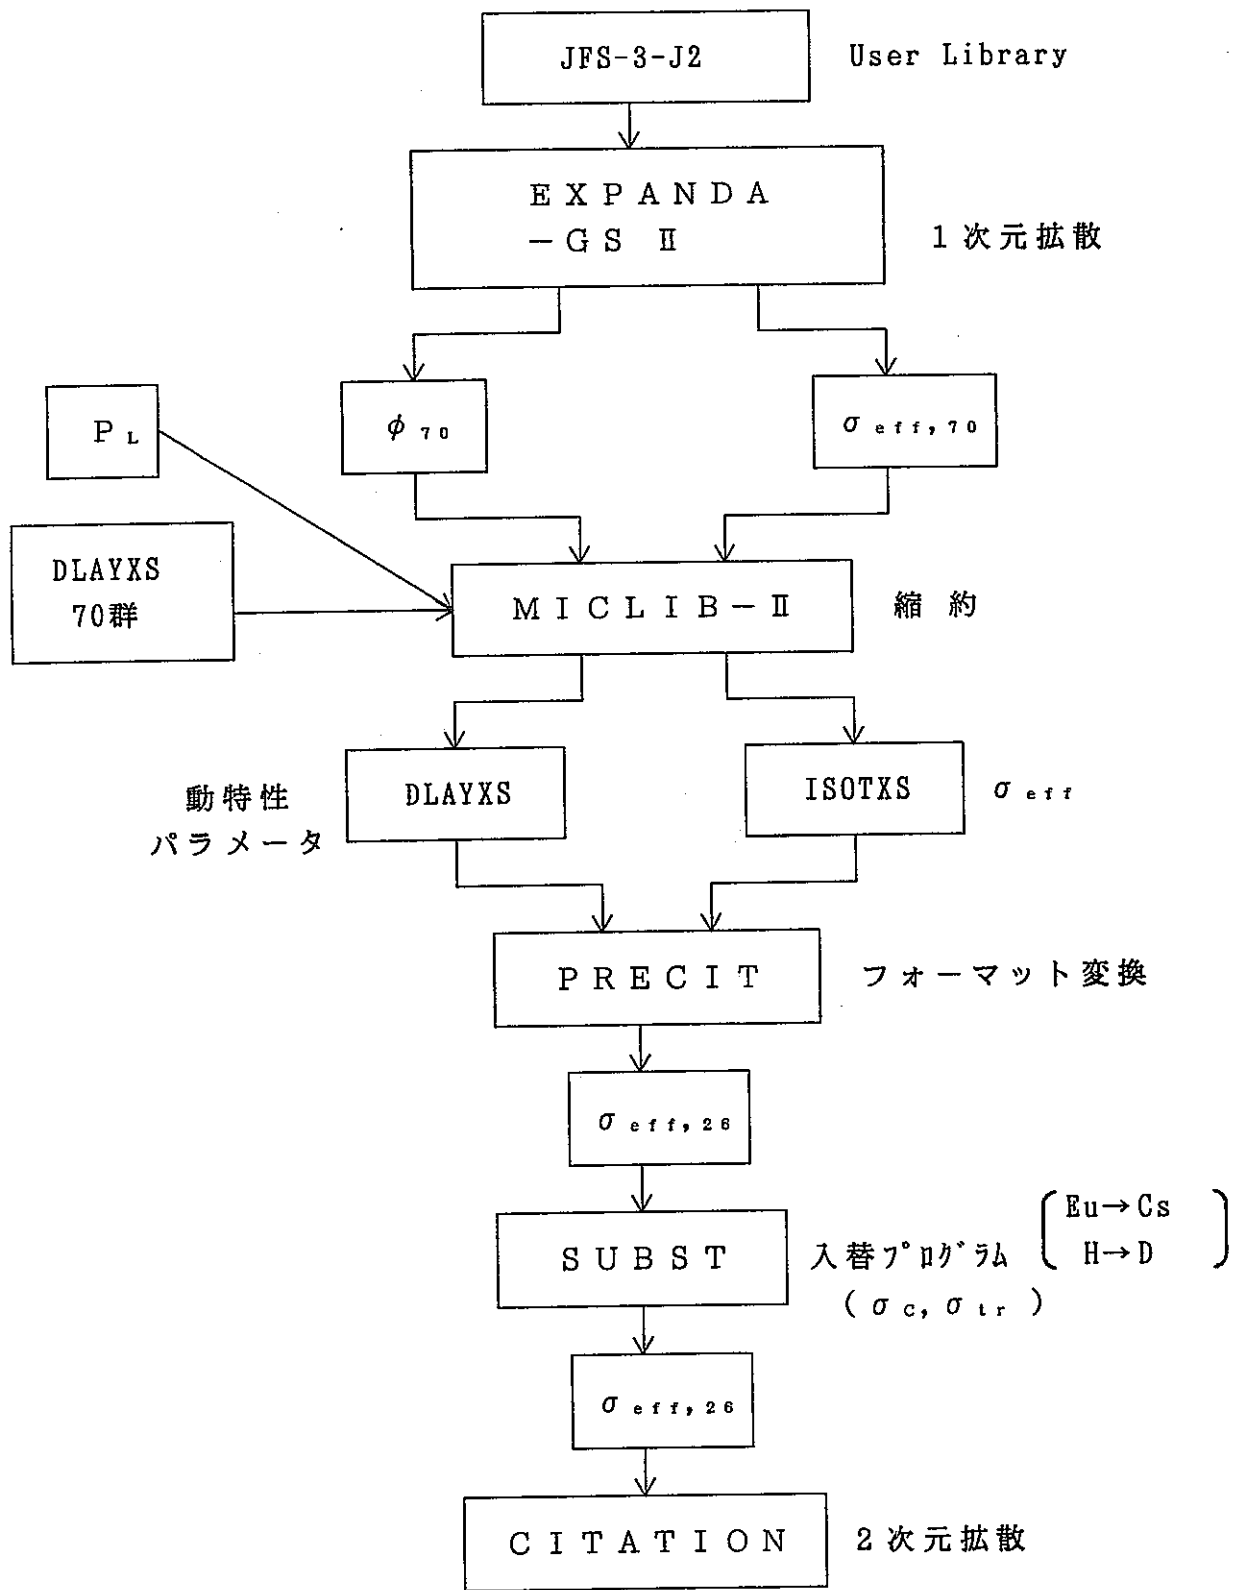 JFS-3-J2
User Library
EXPANDA
-GS Ⅱ
1次元拡散
φ70
σeff,70
PL
DLAYXS
70群
MICLIB-Ⅱ
縮約
動特性
パラメータ
DLAYXS
ISOTXS
σeff
PRECIT
フォーマット変換
σeff,26
SUBST
入替プログラム
(σc,σtr)
Eu→Cs
H→D
σeff,26
CITATION
2次元拡散